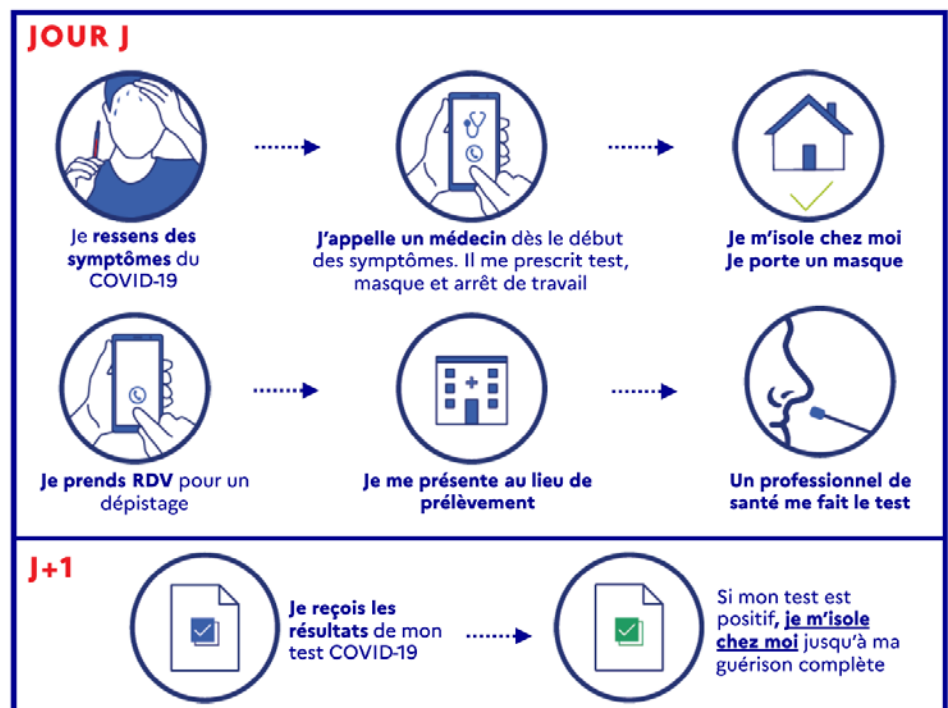 JOUR J
Je ressens des
symptômes du
COVID-19
J'appelle un médecin dès le début
des symptômes. Il me prescrit test,
masque et arrêt de travail
Je m'isole chez moi
Je porte un masque
Je prends RDV pour un
dépistage
Je me présente au lieu de
prélèvement
Un professionnel de
santé me fait le test
J+1
Je reçois les
résultats de mon
test COVID-19
Si mon test est
positif, je m'isole
chez moi jusqu'à ma
guérison complète